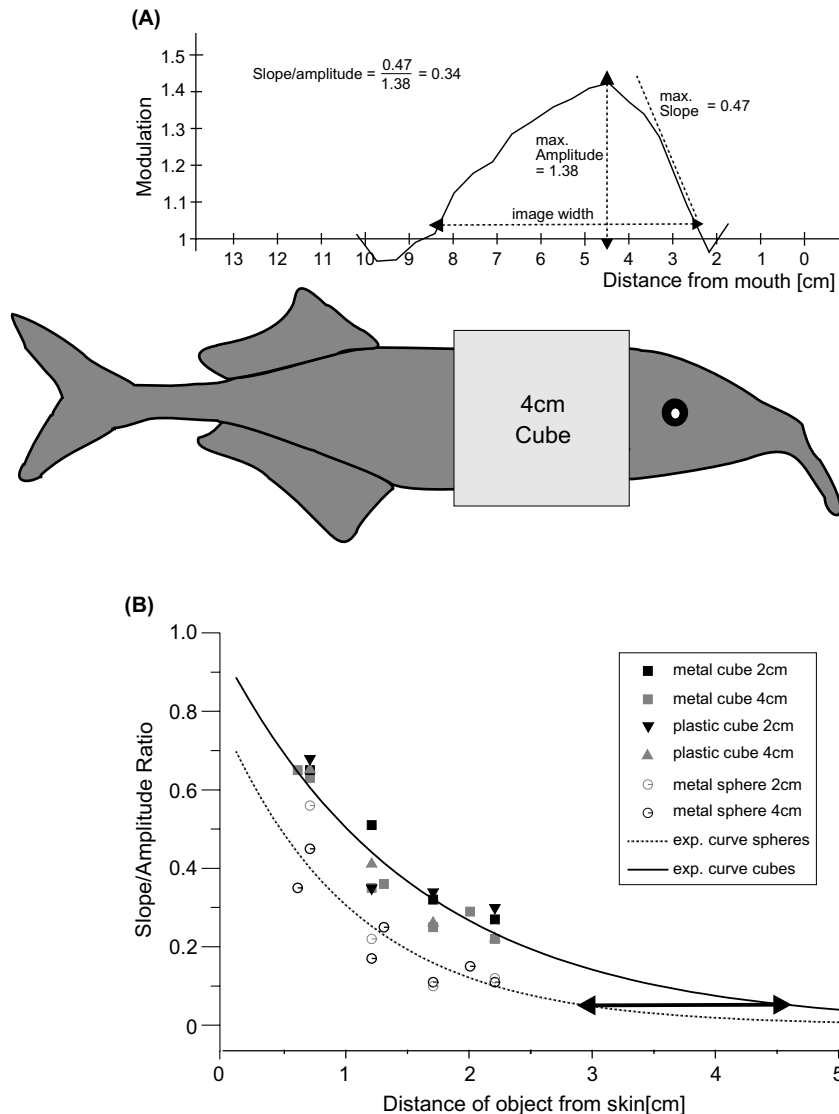 (A)
Slope/amplitude = 0.47 / 1.38 = 0.34
Modulation
1.5
1.4
1.3
1.2
1.1
1
max.
Slope = 0.47
max.
Amplitude
= 1.38
image width
13 12 11 10 9 8 7 6 5 4 3 2 1 0
Distance from mouth [cm]
4cm
Cube
(B)
Slope/Amplitude Ratio
1.0
0.8
0.6
0.4
0.2
0
metal cube 2cm
metal cube 4cm
plastic cube 2cm
plastic cube 4cm
metal sphere 2cm
metal sphere 4cm
exp. curve spheres
exp. curve cubes
0 1 2 3 4 5
Distance of object from skin[cm]